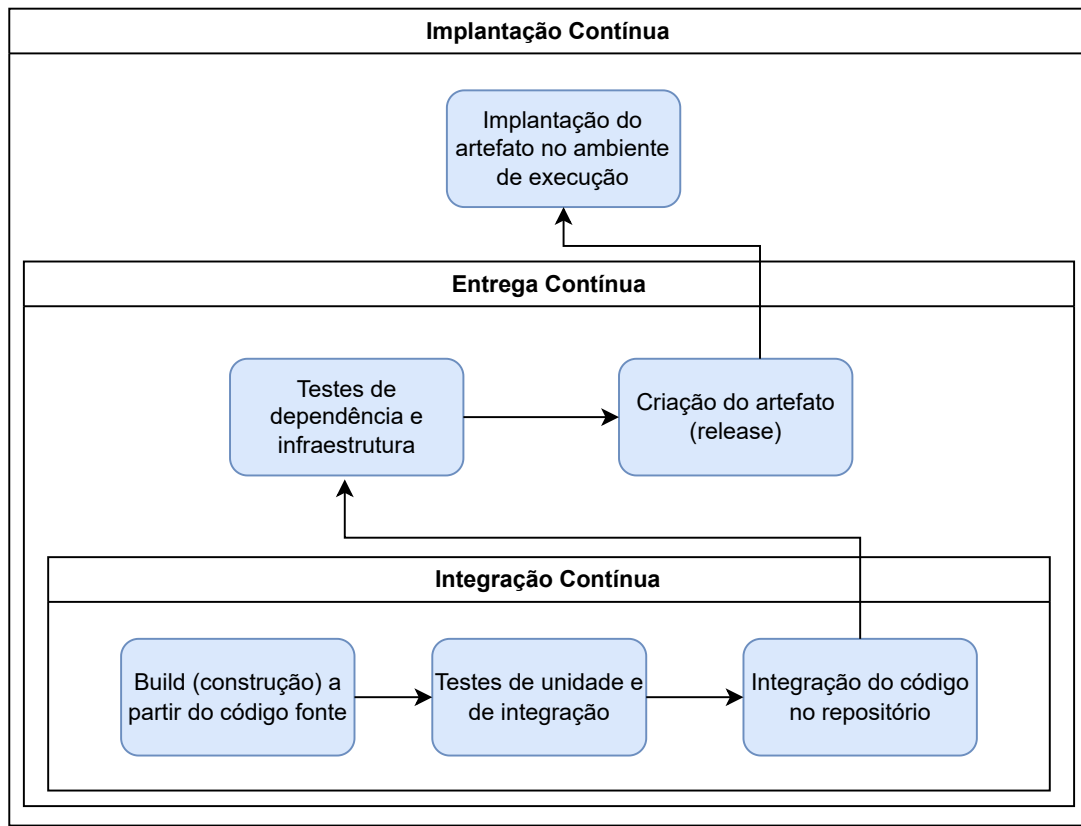 Implantação Contínua
Implantação do
artefato no ambiente
de execução
Entrega Contínua
Testes de
dependência e
infraestrutura
Criação do artefato
(release)
Integração Contínua
Build (construção) a
partir do código fonte
Testes de unidade e
de integração
Integração do código
no repositório